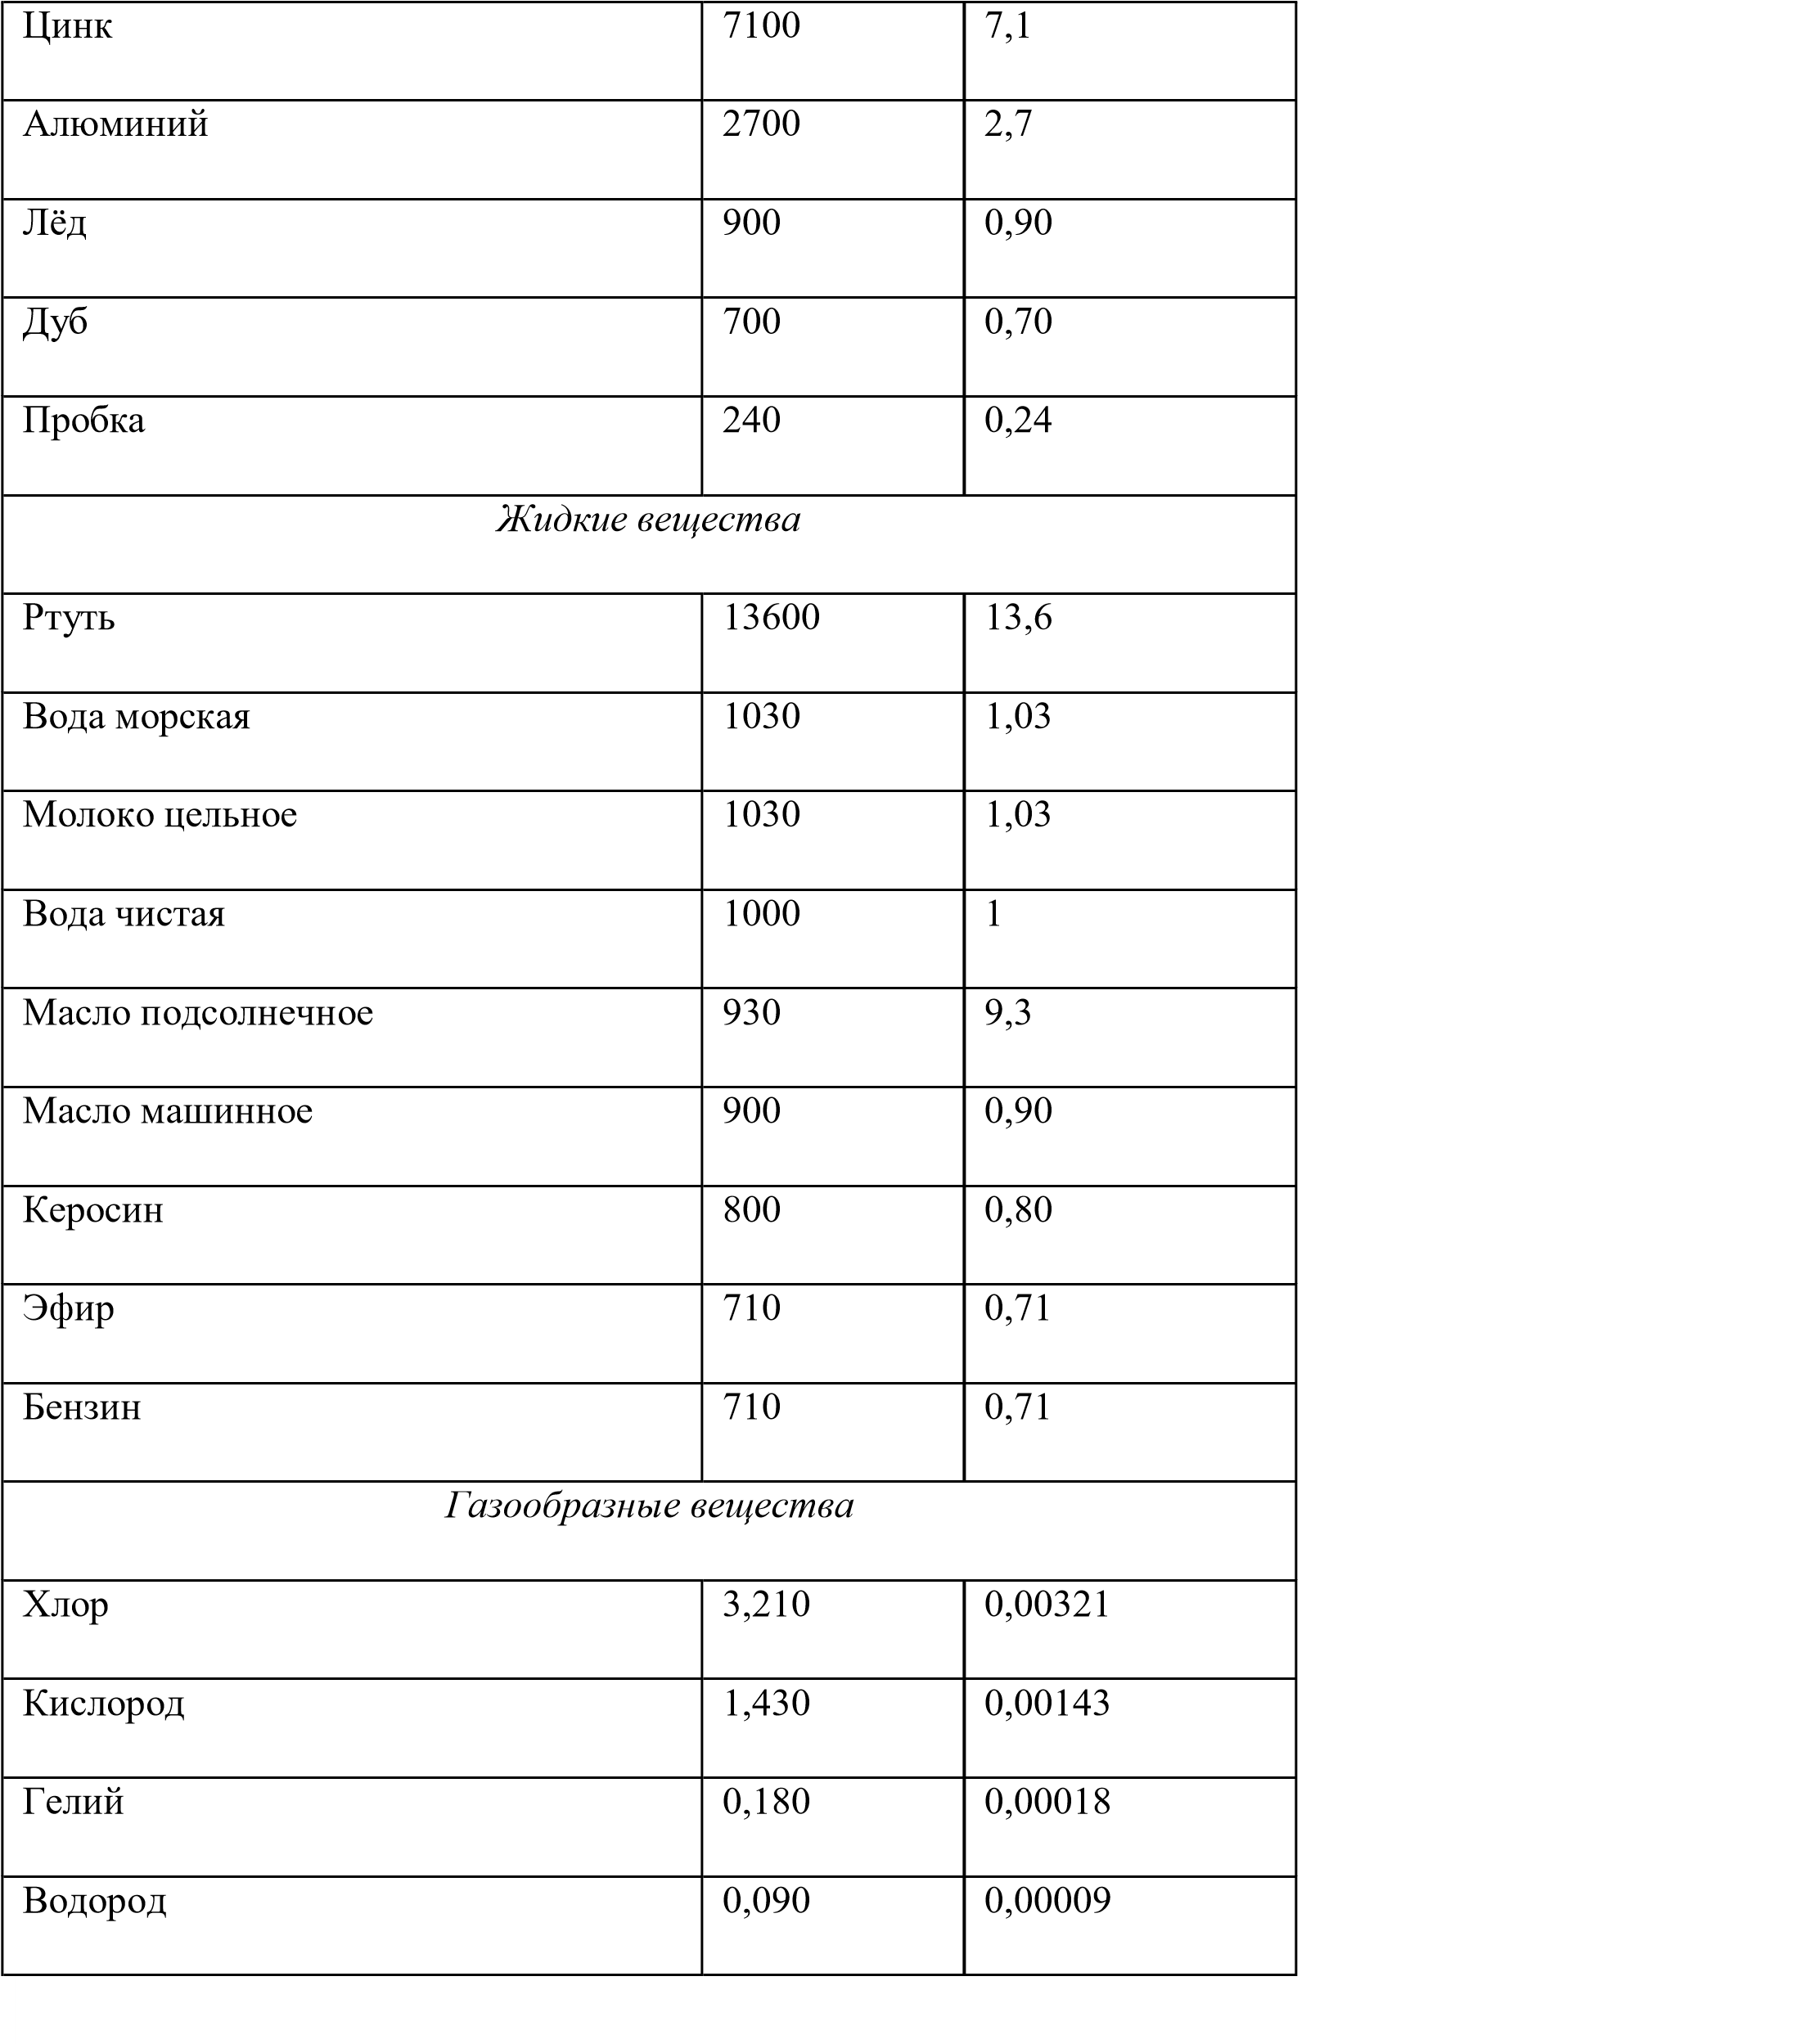 Цинк 7100 7,1
Алюминий 2700 2,7
Лёд 900 0,90
Дуб 700 0,70
Пробка 240 0,24
Жидкие вещества
Ртуть 13600 13,6
Вода морская 1030 1,03
Молоко цельное 1030 1,03
Вода чистая 1000 1
Масло подсолнечное 930 9,3
Масло машинное 900 0,90
Керосин 800 0,80
Эфир 710 0,71
Бензин 710 0,71
Газообразные вещества
Хлор 3,210 0,00321
Кислород 1,430 0,00143
Гелий 0,180 0,00018
Водород 0,090 0,00009